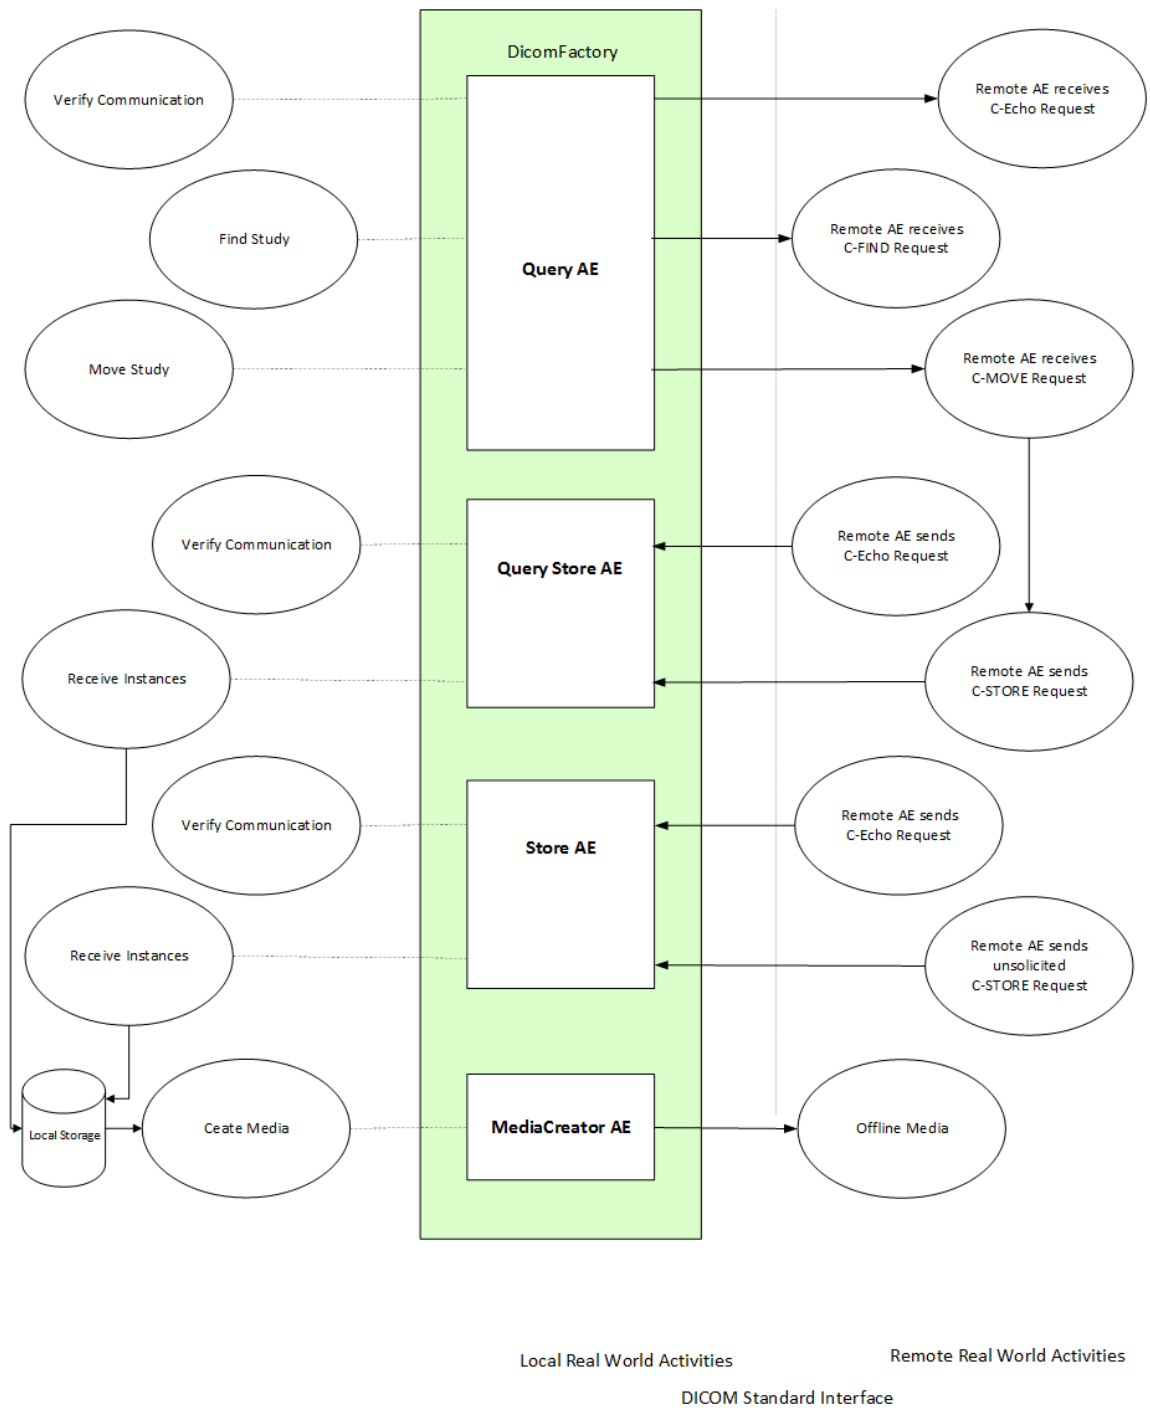 DicomFactory
Verify Communication
Remote AE receives
C-Echo Request
Find Study
Remote AE receives
C-FIND Request
Query AE
Move Study
Remote AE receives
C-MOVE Request
Verify Communication
Remote AE sends
C-Echo Request
Query Store AE
Receive Instances
Remote AE sends
C-STORE Request
Verify Communication
Remote AE sends
C-Echo Request
Store AE
Receive Instances
Remote AE sends
unsolicited
C-STORE Request
Local Storage
Ceate Media
MediaCreator AE
Offline Media
Local Real World Activities
Remote Real World Activities
DICOM Standard Interface